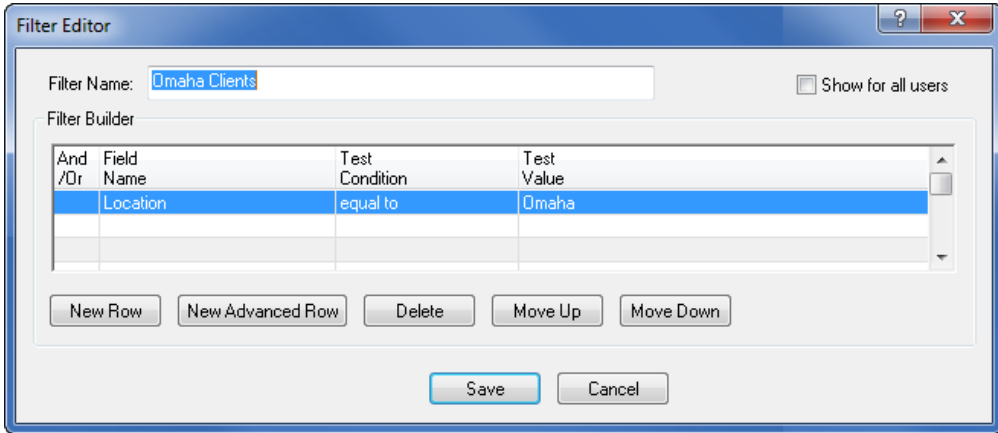 Filter Editor
?
x
Filter Name: Omaha Clients
Show for all users
Filter Builder
And /Or Field Name Test Condition Test Value
Location equal to Omaha
New Row New Advanced Row Delete Move Up Move Down
Save Cancel